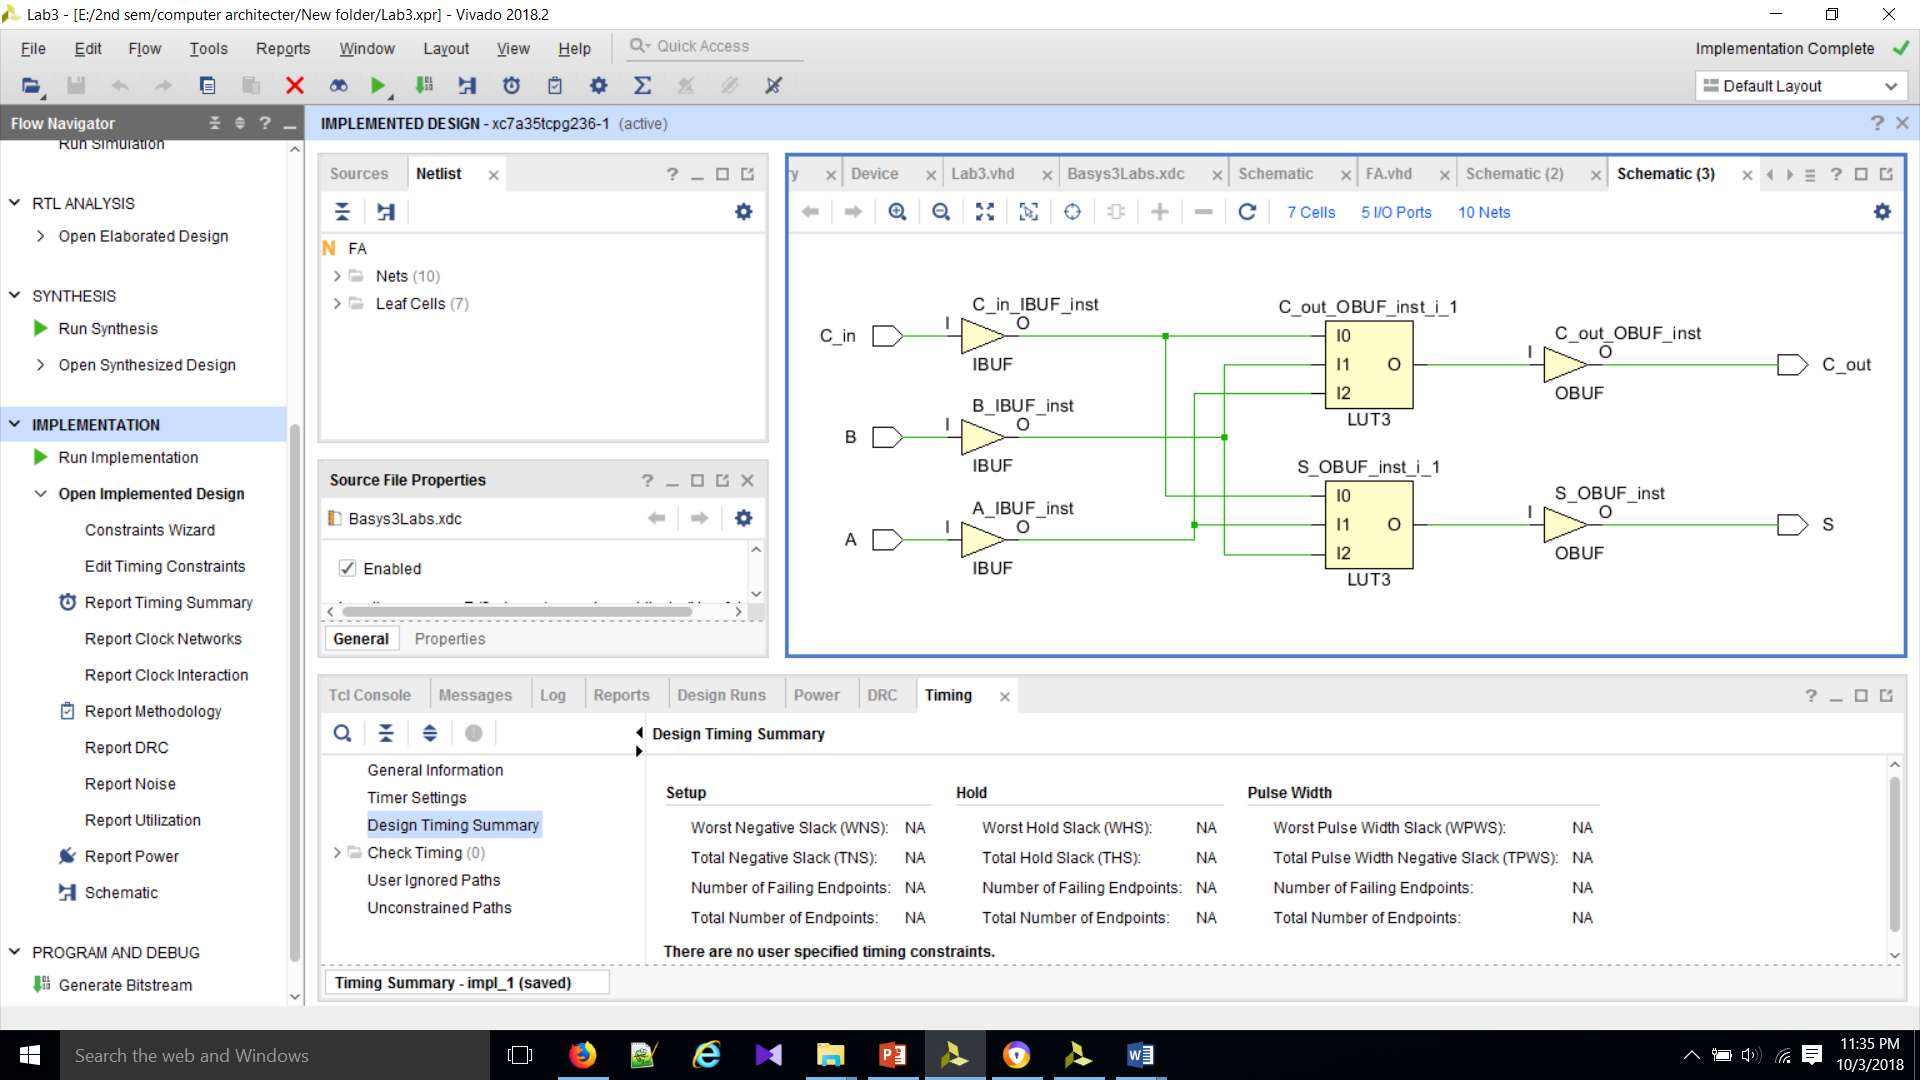 Lab3 - [E:/2nd sem/computer architecter/New folder/Lab3.xpr] - Vivado 2018.2
File Edit Flow Tools Reports Window Layout View Help Quick Access
Implementation Complete
Default Layout
Flow Navigator
Run Simulation
RTL ANALYSIS
Open Elaborated Design
SYNTHESIS
Run Synthesis
Open Synthesized Design
IMPLEMENTATION
Run Implementation
Open Implemented Design
Constraints Wizard
Edit Timing Constraints
Report Timing Summary
Report Clock Networks
Report Clock Interaction
Report Methodology
Report DRC
Report Noise
Report Utilization
Report Power
Schematic
PROGRAM AND DEBUG
Generate Bitstream
IMPLEMENTED DESIGN - xc7a35tcpg236-1 (active)
Sources Netlist
N FA
Nets (10)
Leaf Cells (7)
Source File Properties
Basys3Labs.xdc
Enabled
General Properties
ry Device Lab3.vhd Basys3Labs.xdc Schematic FA.vhd Schematic (2) Schematic (3)
7 Cells 5 I/O Ports 10 Nets
C_in_IBUF_inst
C_in I O
IBUF
B_IBUF_inst
B I O
IBUF
A_IBUF_inst
A I O
IBUF
C_out_OBUF_inst_i_1
I0
I1 O
I2
LUT3
S_OBUF_inst_i_1
I0
I1 O
I2
LUT3
C_out_OBUF_inst
I O
OBUF
C_out
S_OBUF_inst
I O
OBUF
S
Tcl Console Messages Log Reports Design Runs Power DRC Timing
General Information
Timer Settings
Design Timing Summary
Check Timing (0)
User Ignored Paths
Unconstrained Paths
Design Timing Summary
Setup Hold Pulse Width
Worst Negative Slack (WNS): NA Worst Hold Slack (WHS): NA Worst Pulse Width Slack (WPWS): NA
Total Negative Slack (TNS): NA Total Hold Slack (THS): NA Total Pulse Width Negative Slack (TPWS): NA
Number of Failing Endpoints: NA Number of Failing Endpoints: NA Number of Failing Endpoints: NA
Total Number of Endpoints: NA Total Number of Endpoints: NA Total Number of Endpoints: NA
There are no user specified timing constraints.
Timing Summary - impl_1 (saved)
Search the web and Windows
11:35 PM
10/3/2018